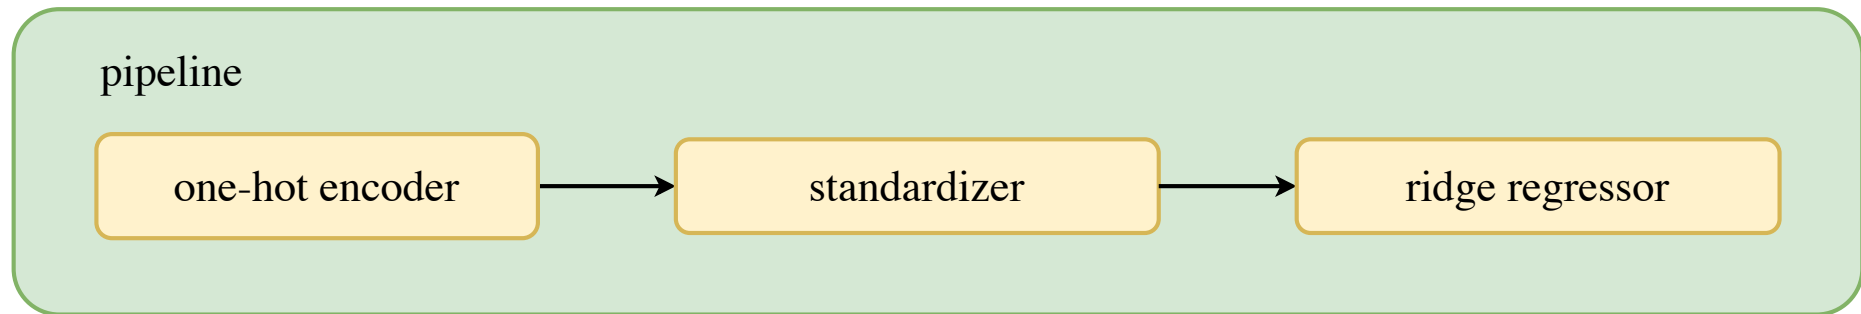 pipeline
one-hot encoder
standardizer
ridge regressor